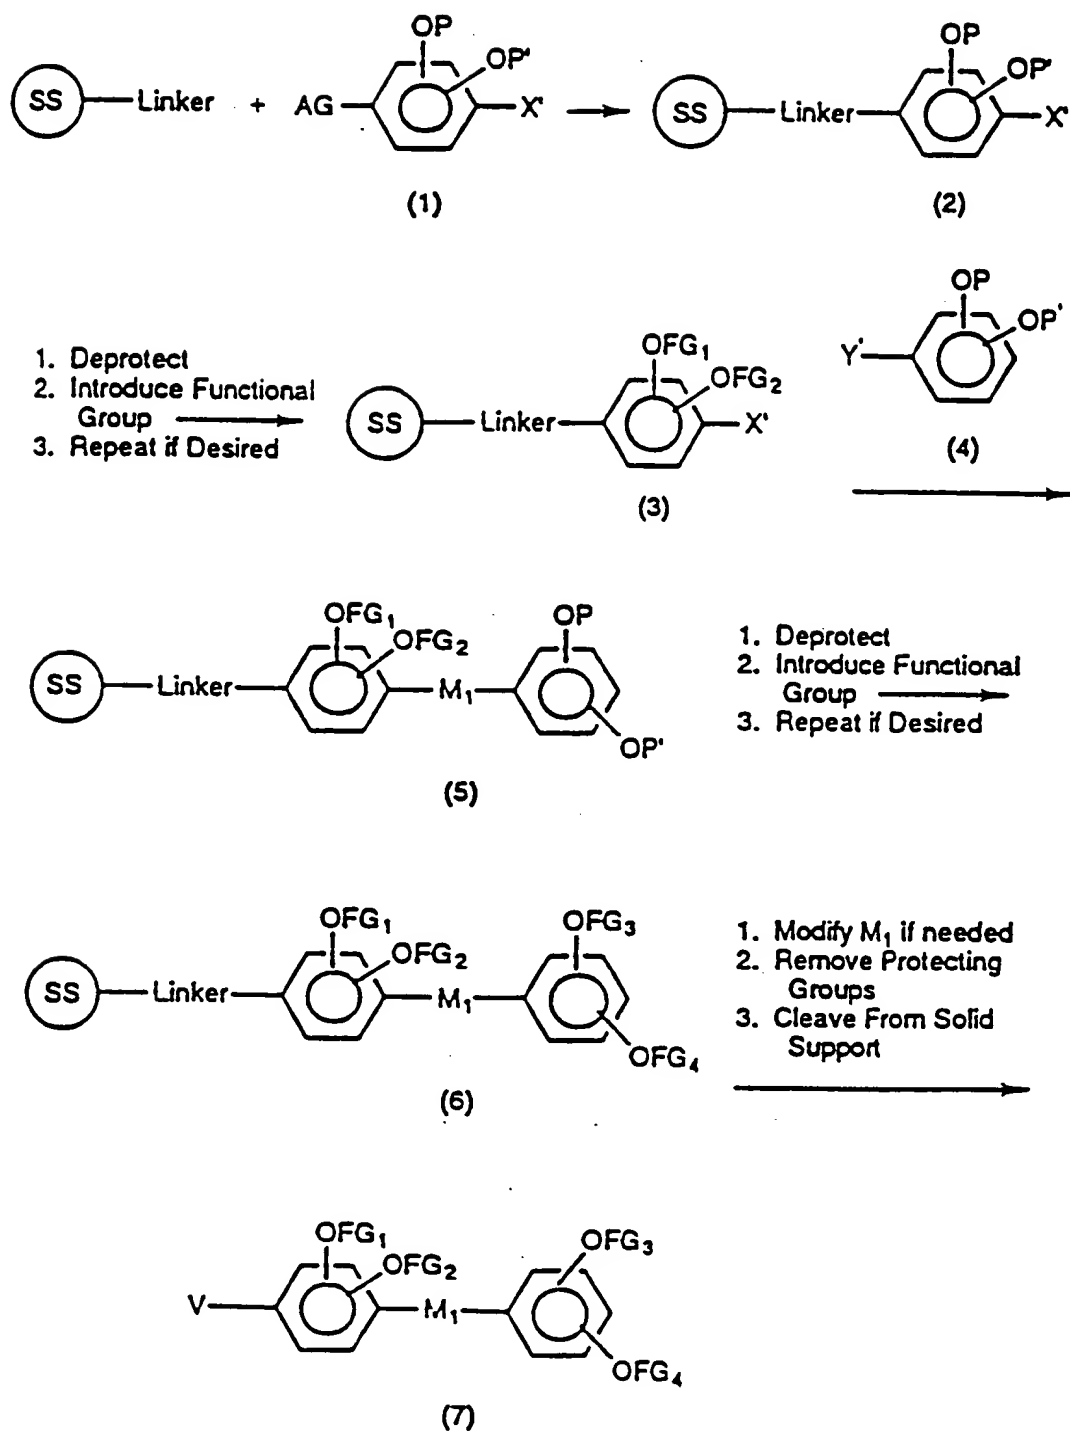 OP
OP'
SS Linker + AG X'
(1)
OP
OP'
SS Linker X'
(2)
1. Deprotect
2. Introduce Functional
Group
3. Repeat if Desired
OFG₁
OFG₂
SS Linker X'
(3)
OP
OP'
Y'
(4)
OFG₁
OFG₂
OP
SS Linker M₁
OP'
(5)
1. Deprotect
2. Introduce Functional
Group
3. Repeat if Desired
OFG₁
OFG₂
OFG₃
SS Linker M₁
OFG₄
(6)
1. Modify M₁ if needed
2. Remove Protecting
Groups
3. Cleave From Solid
Support
OFG₁
OFG₂
OFG₃
V M₁
OFG₄
(7)